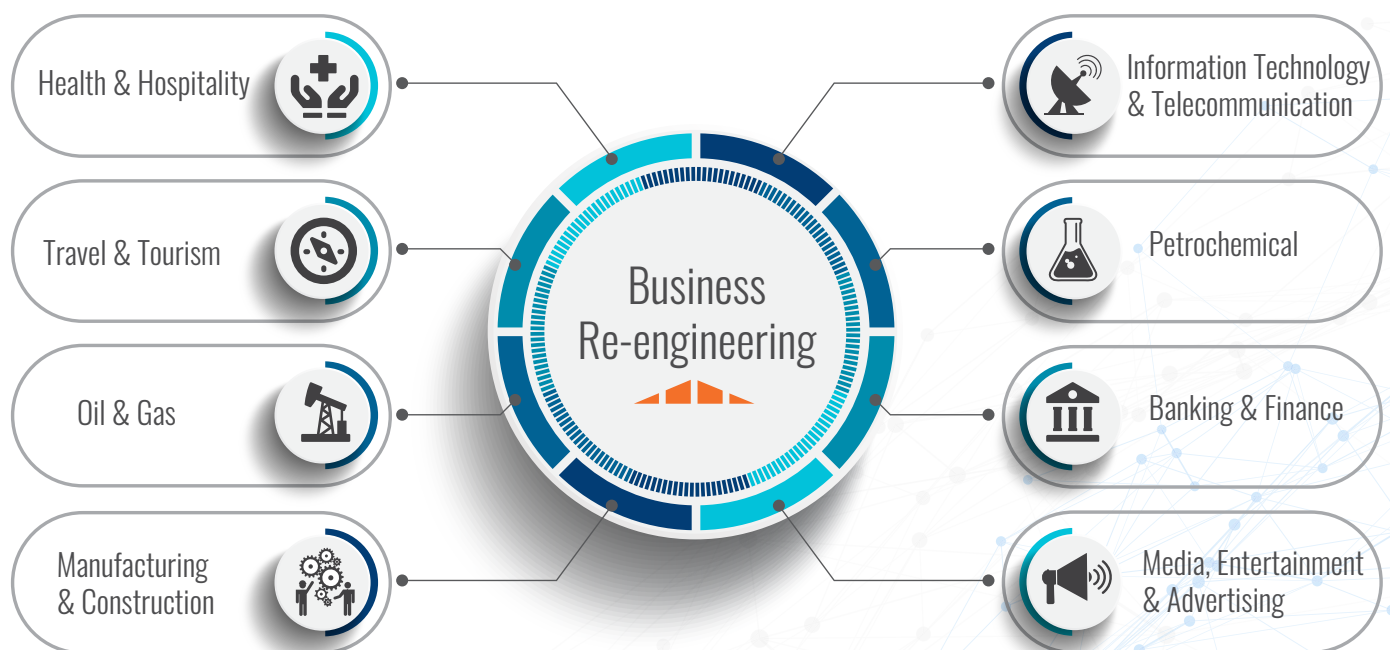 Health & Hospitality
Travel & Tourism
Oil & Gas
Manufacturing
& Construction
Business
Re-engineering
Information Technology
& Telecommunication
Petrochemical
Banking & Finance
Media, Entertainment
& Advertising